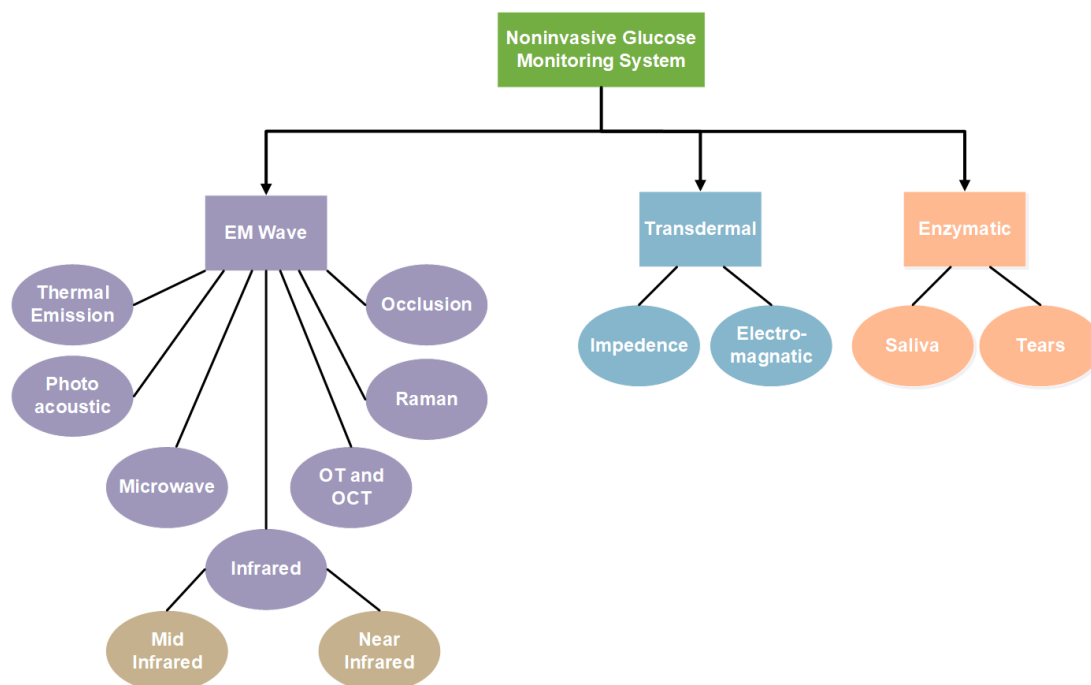 Noninvasive Glucose
Monitoring System
EM Wave
Transdermal
Enzymatic
Thermal
Emission
Occlusion
Impedence
Electro-
magnetic
Saliva
Tears
Photo
acoustic
Raman
Microwave
OT and
OCT
Infrared
Mid
Infrared
Near
Infrared